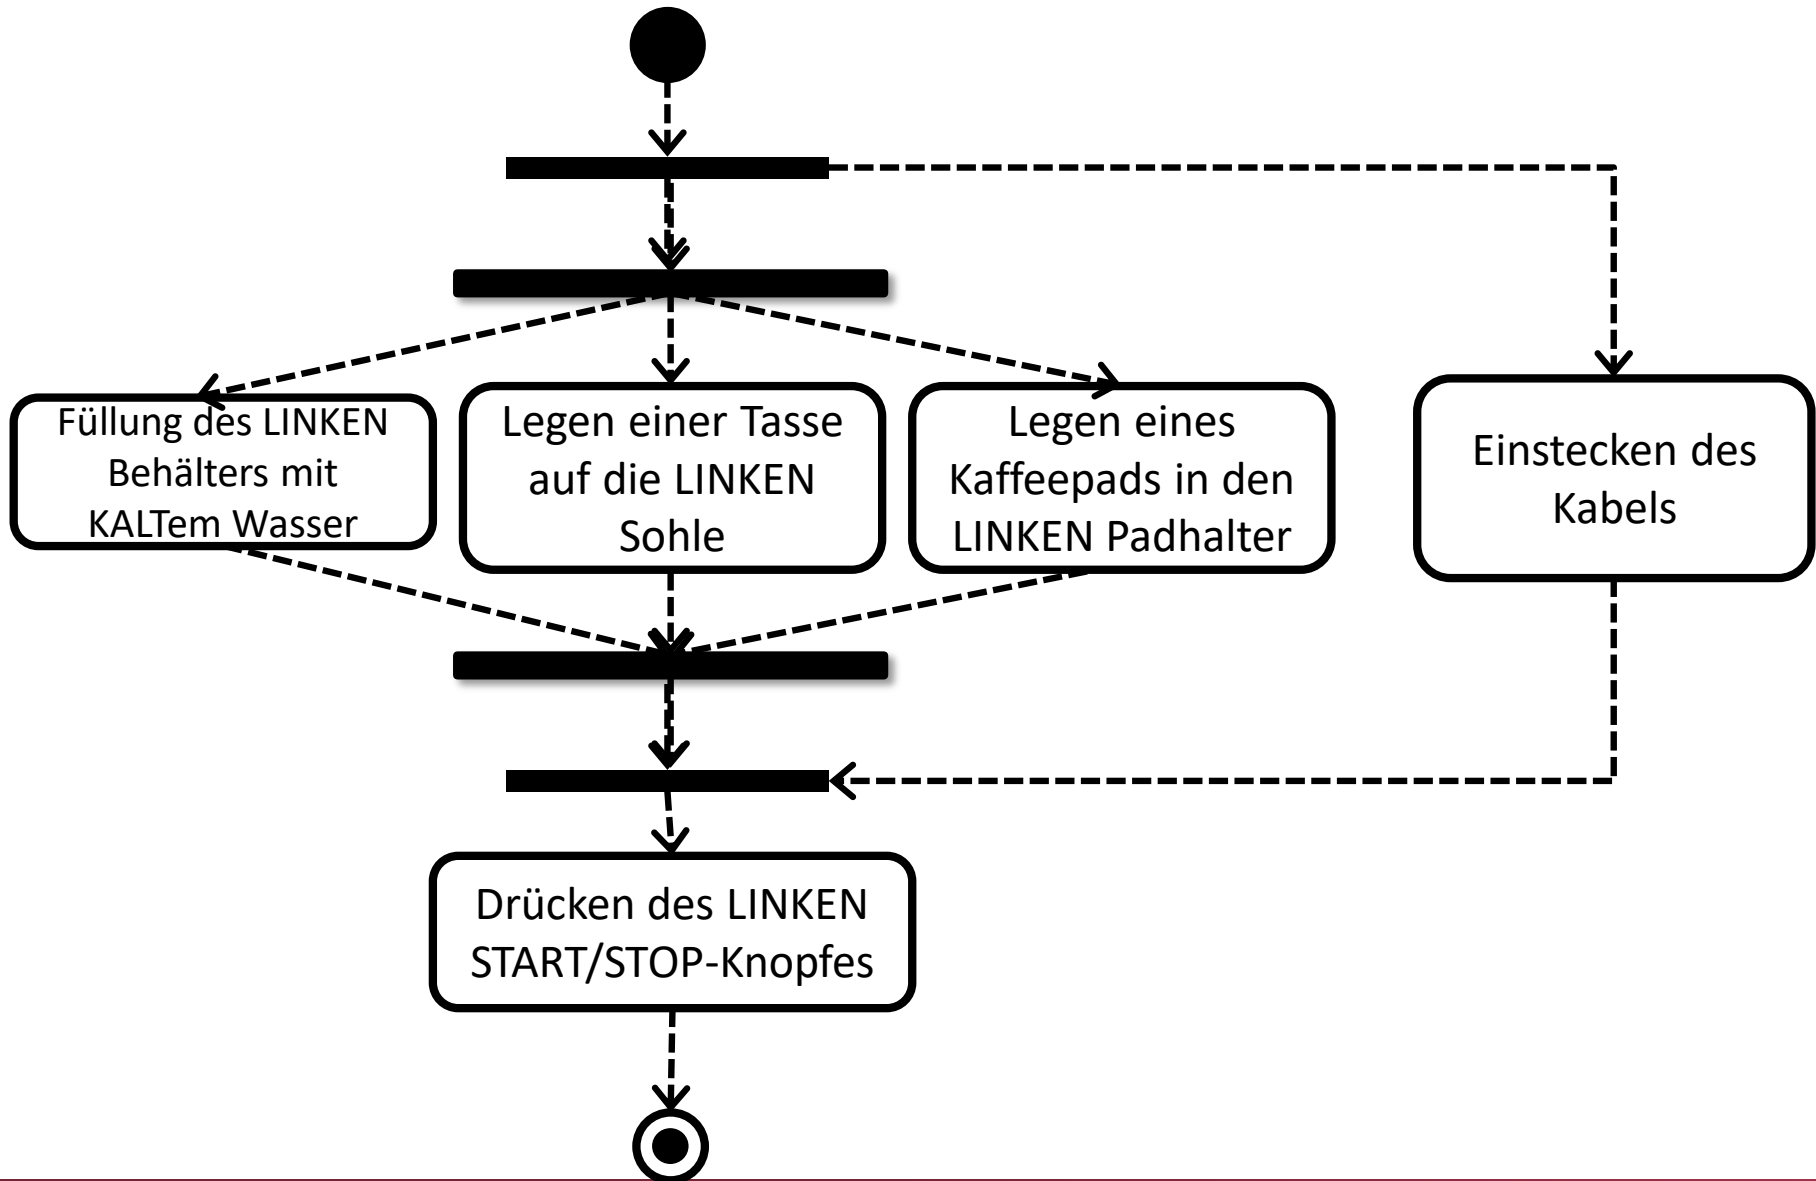 Füllung des LINKEN
Behälters mit
KALTem Wasser
Legen einer Tasse
auf die LINKEN
Sohle
Legen eines
Kaffeepads in den
LINKEN Padhalter
Einstecken des
Kabels
Drücken des LINKEN
START/STOP-Knopfes